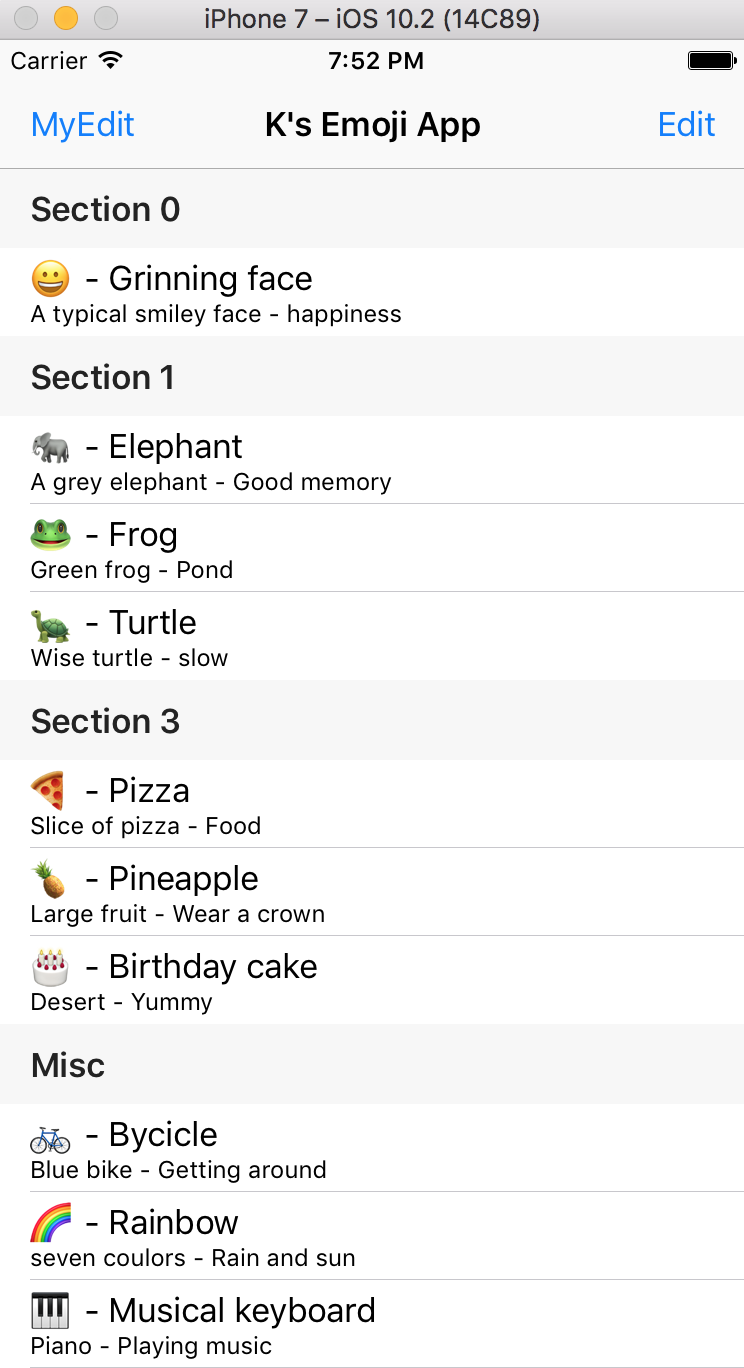 iPhone 7 – iOS 10.2 (14C89)
Carrier 7:52 PM
MyEdit K's Emoji App Edit
Section 0
😀 - Grinning face
A typical smiley face - happiness
Section 1
🐘 - Elephant
A grey elephant - Good memory
🐸 - Frog
Green frog - Pond
🐢 - Turtle
Wise turtle - slow
Section 3
🍕 - Pizza
Slice of pizza - Food
🍍 - Pineapple
Large fruit - Wear a crown
🎂 - Birthday cake
Desert - Yummy
Misc
🚲 - Bycicle
Blue bike - Getting around
🌈 - Rainbow
seven coulors - Rain and sun
🎹 - Musical keyboard
Piano - Playing music